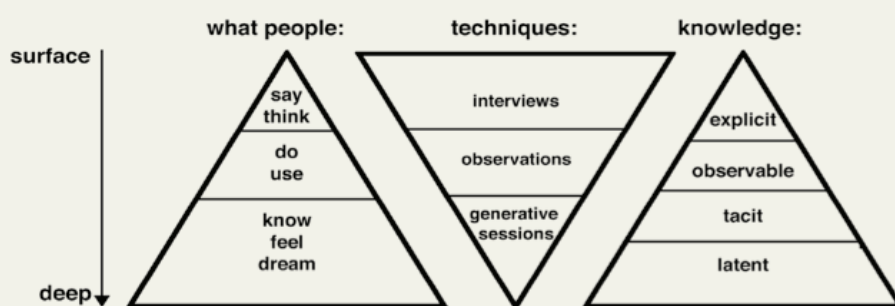 what people:
techniques:
knowledge:
surface
say
think
do
use
know
feel
dream
interviews
observations
generative
sessions
explicit
observable
tacit
latent
deep